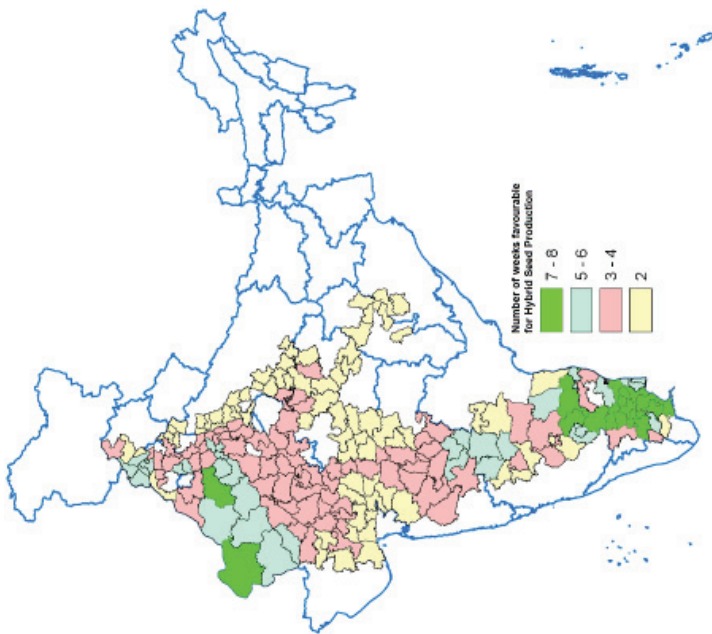 Number of weeks favourable
for Hybrid Seed Production
7 - 8
5 - 6
3 - 4
2